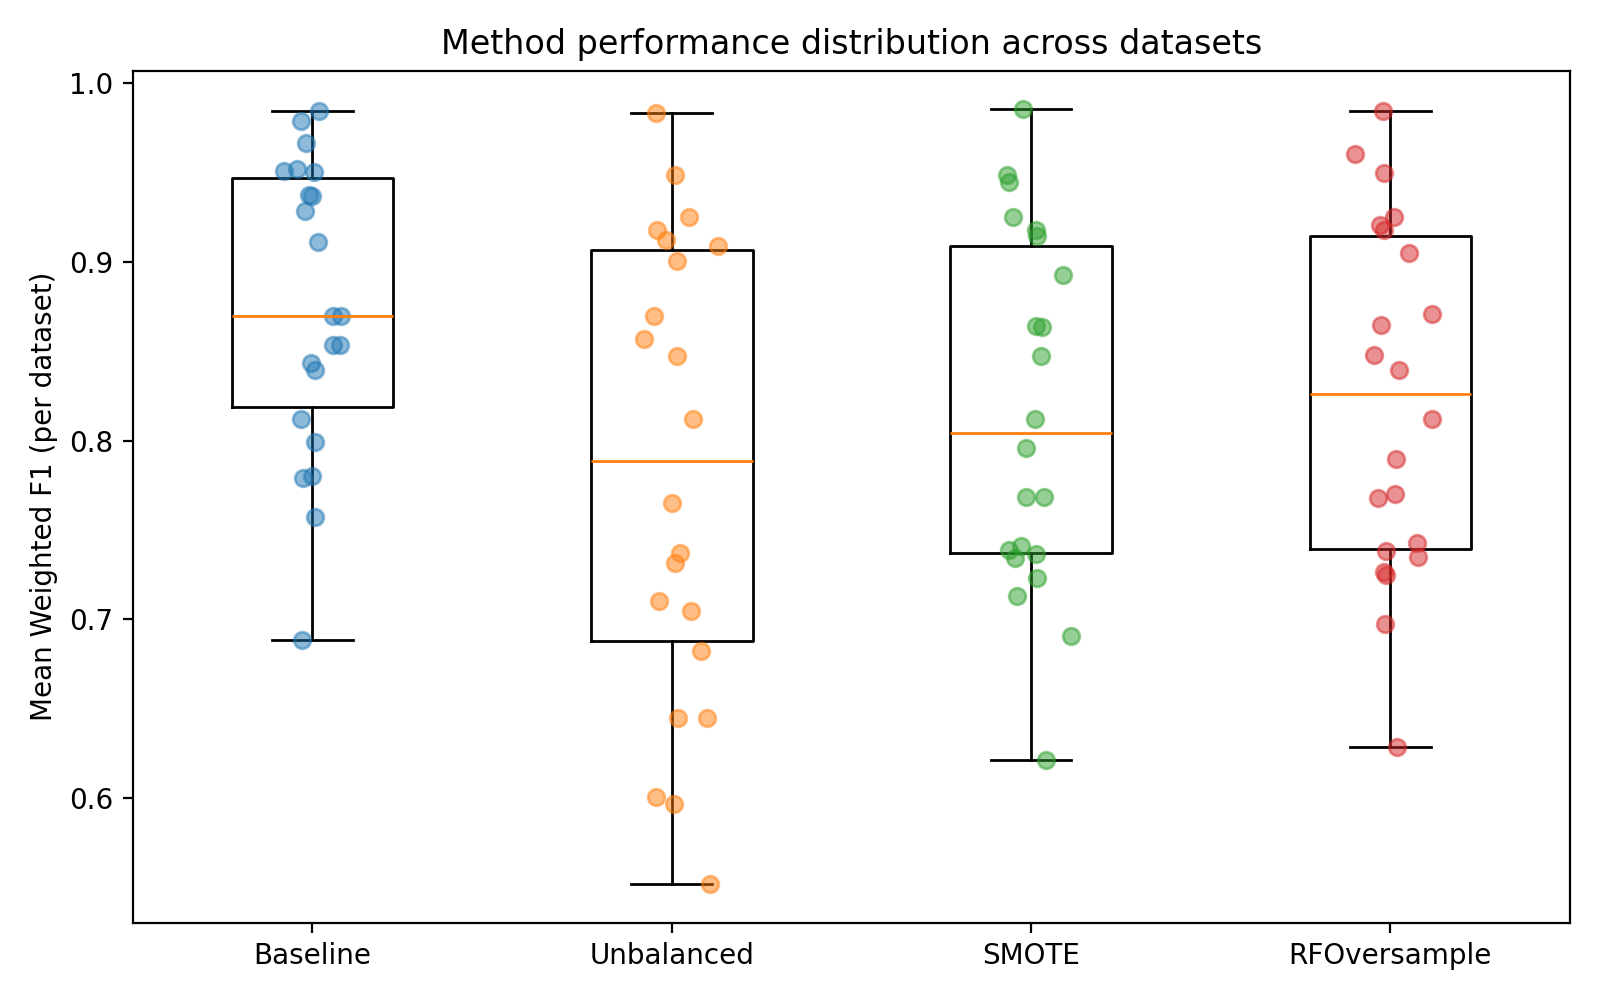 Method performance distribution across datasets
Mean Weighted F1 (per dataset)
1.0
0.9
0.8
0.7
0.6
Baseline
Unbalanced
SMOTE
RFOversample